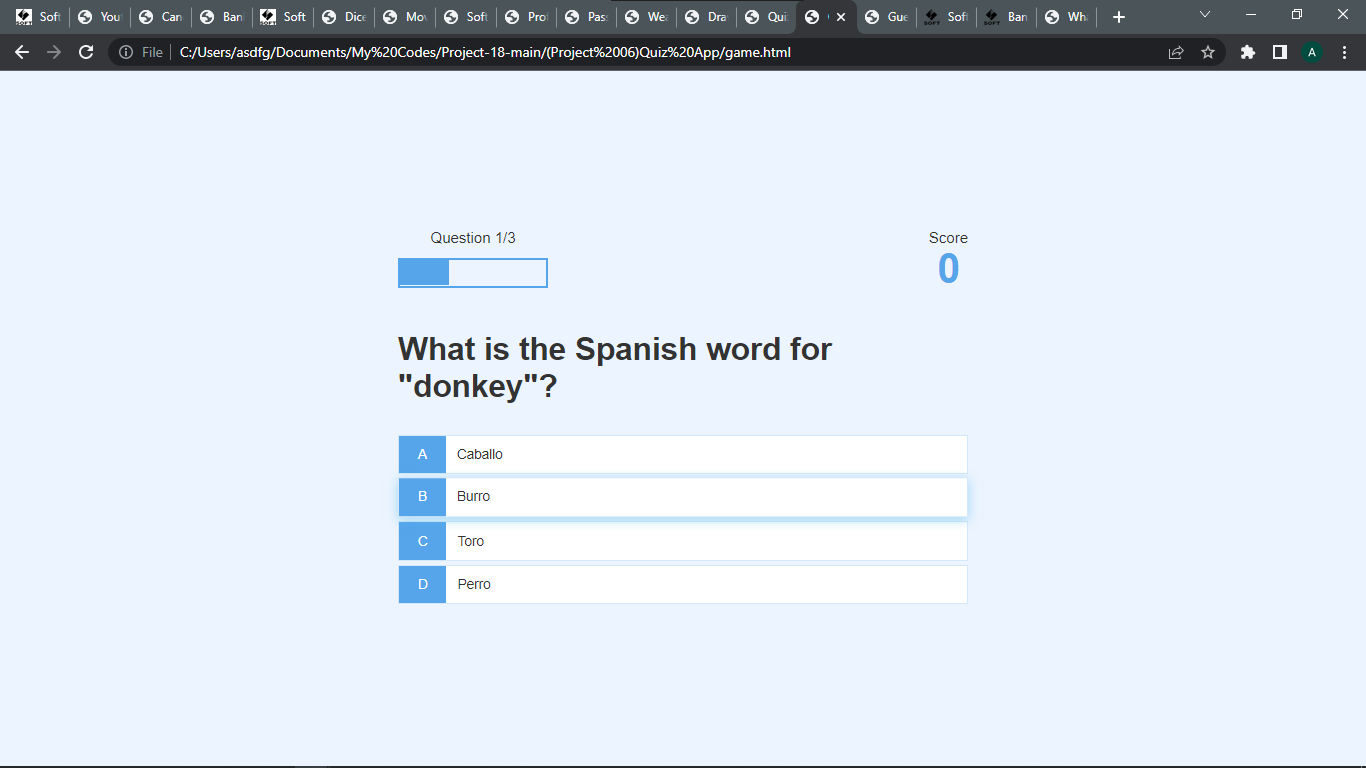 Soft You Can Ban Soft Dice Mov Soft Prof Pas Wea Dra Qui Gue Soft Ban Wha
File C:/Users/asdfg/Documents/My%20Codes/Project-18-main/(Project%2006)Quiz%20App/game.html A
Question 1/3
Score
0
What is the Spanish word for
"donkey"?
A Caballo
B Burro
C Toro
D Perro